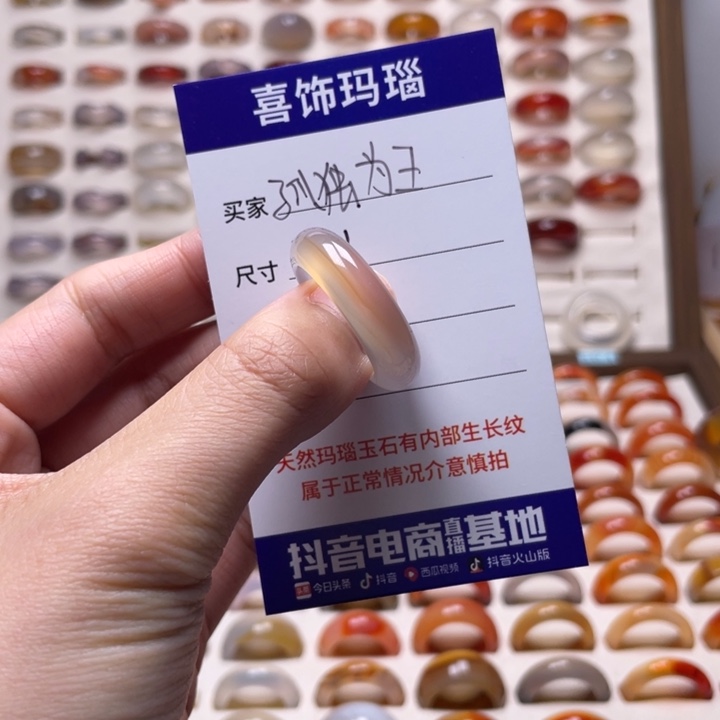 喜饰玛瑙
买家 孤独为王
尺寸
天然玛瑙玉石有内部生长纹
属于正常情况介意慎拍
抖音电商直播基地
今日头条 抖音 西瓜视频 抖音火山版